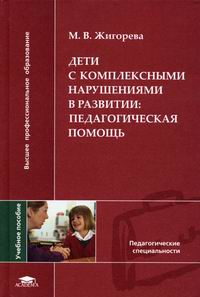 М. В. Жигорева
ДЕТИ
С КОМПЛЕКСНЫМИ
НАРУШЕНИЯМИ
В РАЗВИТИИ:
ПЕДАГОГИЧЕСКАЯ
ПОМОЩЬ
Высшее профессиональное образование
Учебное пособие
Педагогические
специальности
ACADEMA